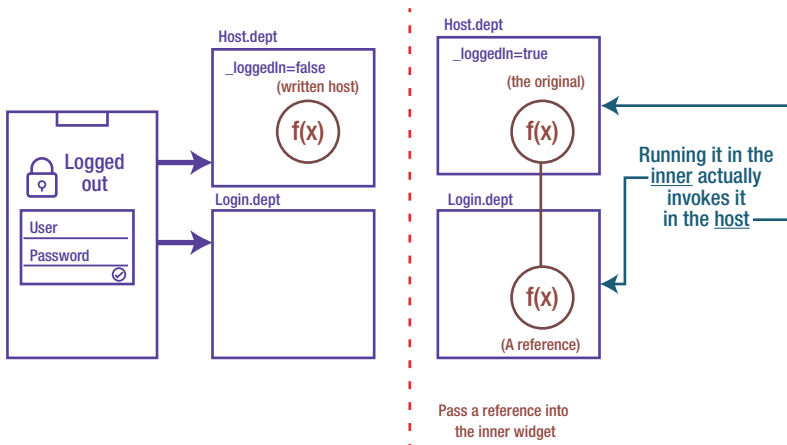 Host.dept
_loggedIn=false
(written host)
f(x)
Logged
out
User
Password
Login.dept
Host.dept
_loggedIn=true
(the original)
f(x)
Running it in the
inner actually
invokes it
in the host
Login.dept
f(x)
(A reference)
Pass a reference into
the inner widget